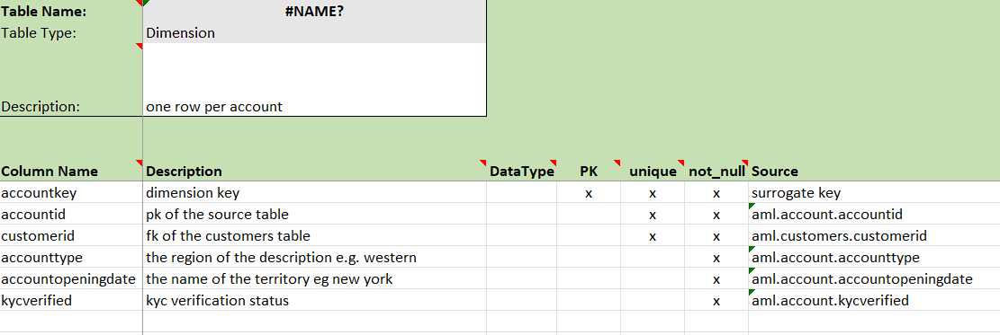 Table Name: #NAME?
Table Type: Dimension
Description: one row per account
Column Name Description DataType PK unique not_null Source
accountkey dimension key x x x surrogate key
accountid pk of the source table x x aml.account.accountid
customerid fk of the customers table x x aml.customers.customerid
accounttype the region of the description e.g. western x aml.account.accounttype
accountopeningdate the name of the territory eg new york x aml.account.accountopeningdate
kycverified kyc verification status x aml.account.kycverified